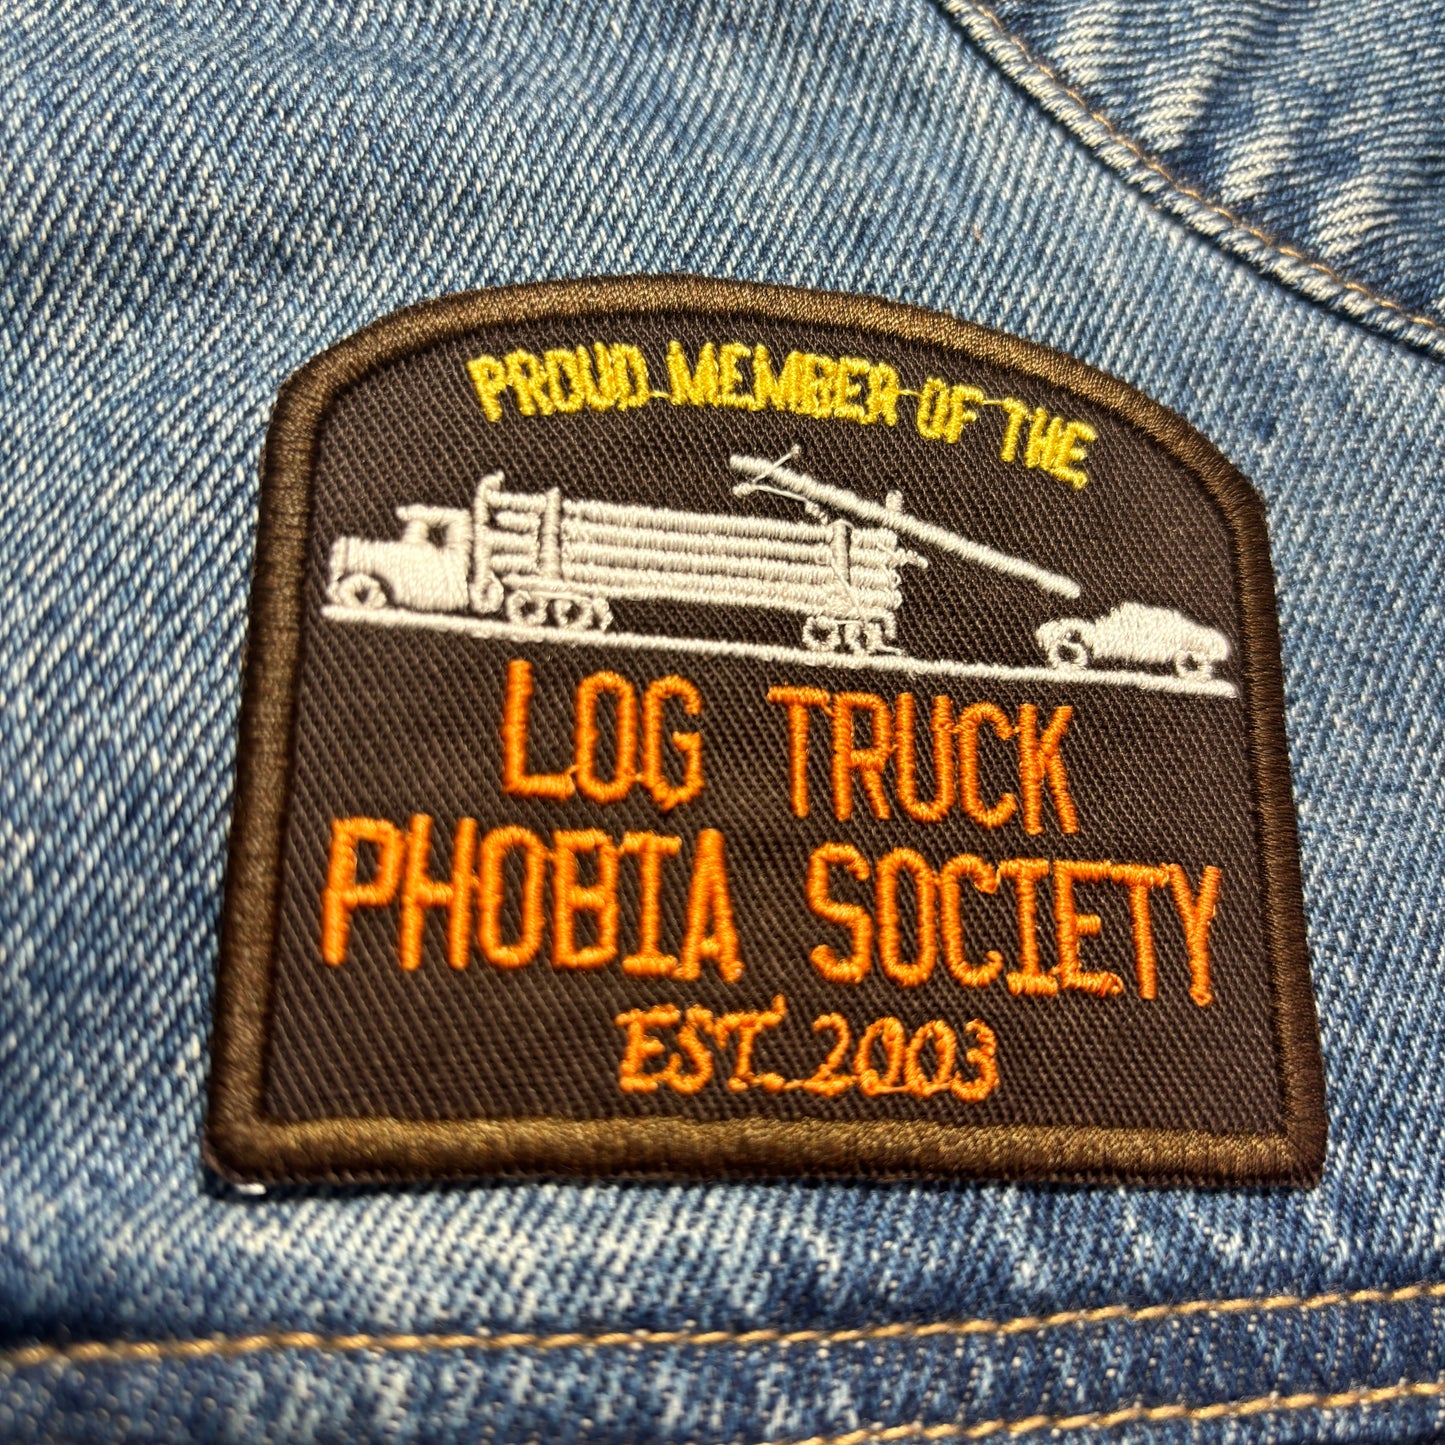 PROUD MEMBER OF THE
LOG TRUCK
PHOBIA SOCIETY
EST. 2003